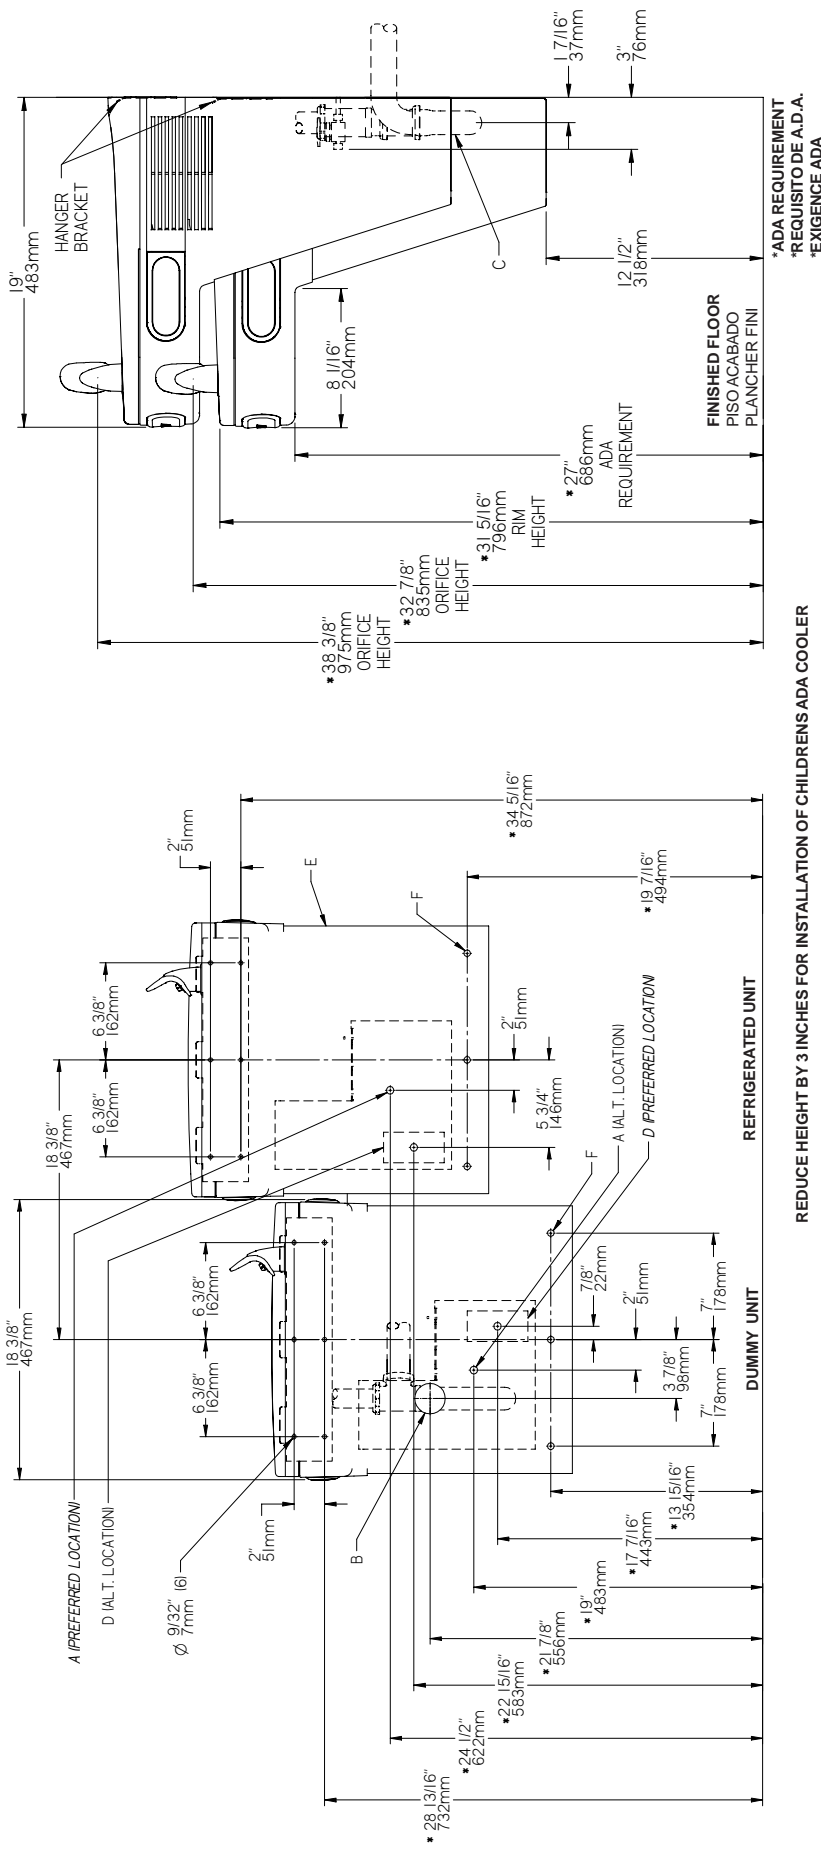 18 3/8"
467mm
18 3/8"
467mm
6 3/8"
162mm
6 3/8"
162mm
6 3/8"
162mm
6 3/8"
162mm
2"
51mm
2"
51mm
A (PREFERRED LOCATION)
D (ALT. LOCATION)
Ø 9/32" (6)
7mm
B
E
F
F
A (ALT. LOCATION)
D (PREFERRED LOCATION)
2"
51mm
5 3/4"
146mm
7/8"
22mm
2"
51mm
3 7/8"
98mm
7"
178mm
7"
178mm
* 28 13/16"
732mm
*24 1/2"
622mm
*22 15/16"
583mm
*21 7/8"
556mm
*19"
483mm
*17 7/16"
443mm
*13 15/16"
354mm
* 34 5/16"
872mm
*19 7/16"
494mm
DUMMY UNIT
REFRIGERATED UNIT
REDUCE HEIGHT BY 3 INCHES FOR INSTALLATION OF CHILDRENS ADA COOLER
19"
483mm
HANGER
BRACKET
8 1/16"
204mm
C
1 7/16"
37mm
3"
76mm
12 1/2"
318mm
* 38 3/8"
975mm
ORIFICE
HEIGHT
*32 7/8"
835mm
ORIFICE
HEIGHT
*31 5/16"
796mm
RIM
HEIGHT
*27"
686mm
ADA
REQUIREMENT
FINISHED FLOOR
PISO ACABADO
PLANCHER FINI
*ADA REQUIREMENT
*REQUISITO DE A.D.A.
*EXIGENCE ADA